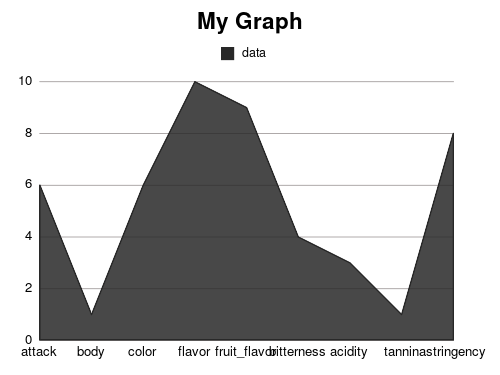 My Graph
data
10
8
6
4
2
0
attack body color flavor fruit_flavor bitterness acidity tannin astringency